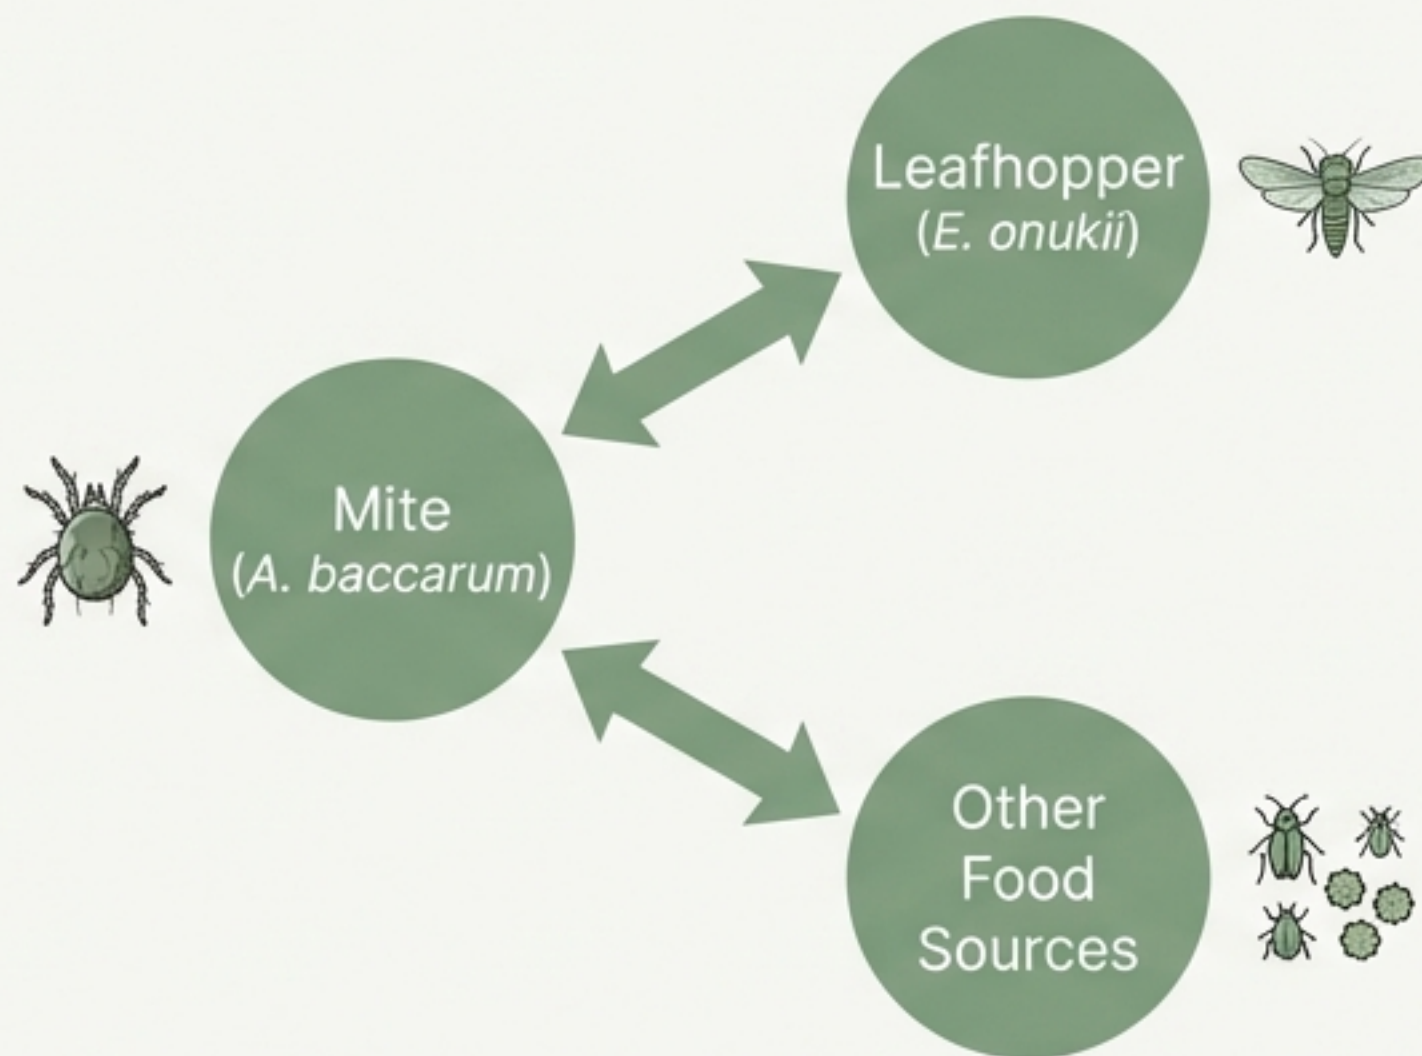 Leafhopper
(E. onukii)
Mite
(A. baccarum)
Other
Food
Sources